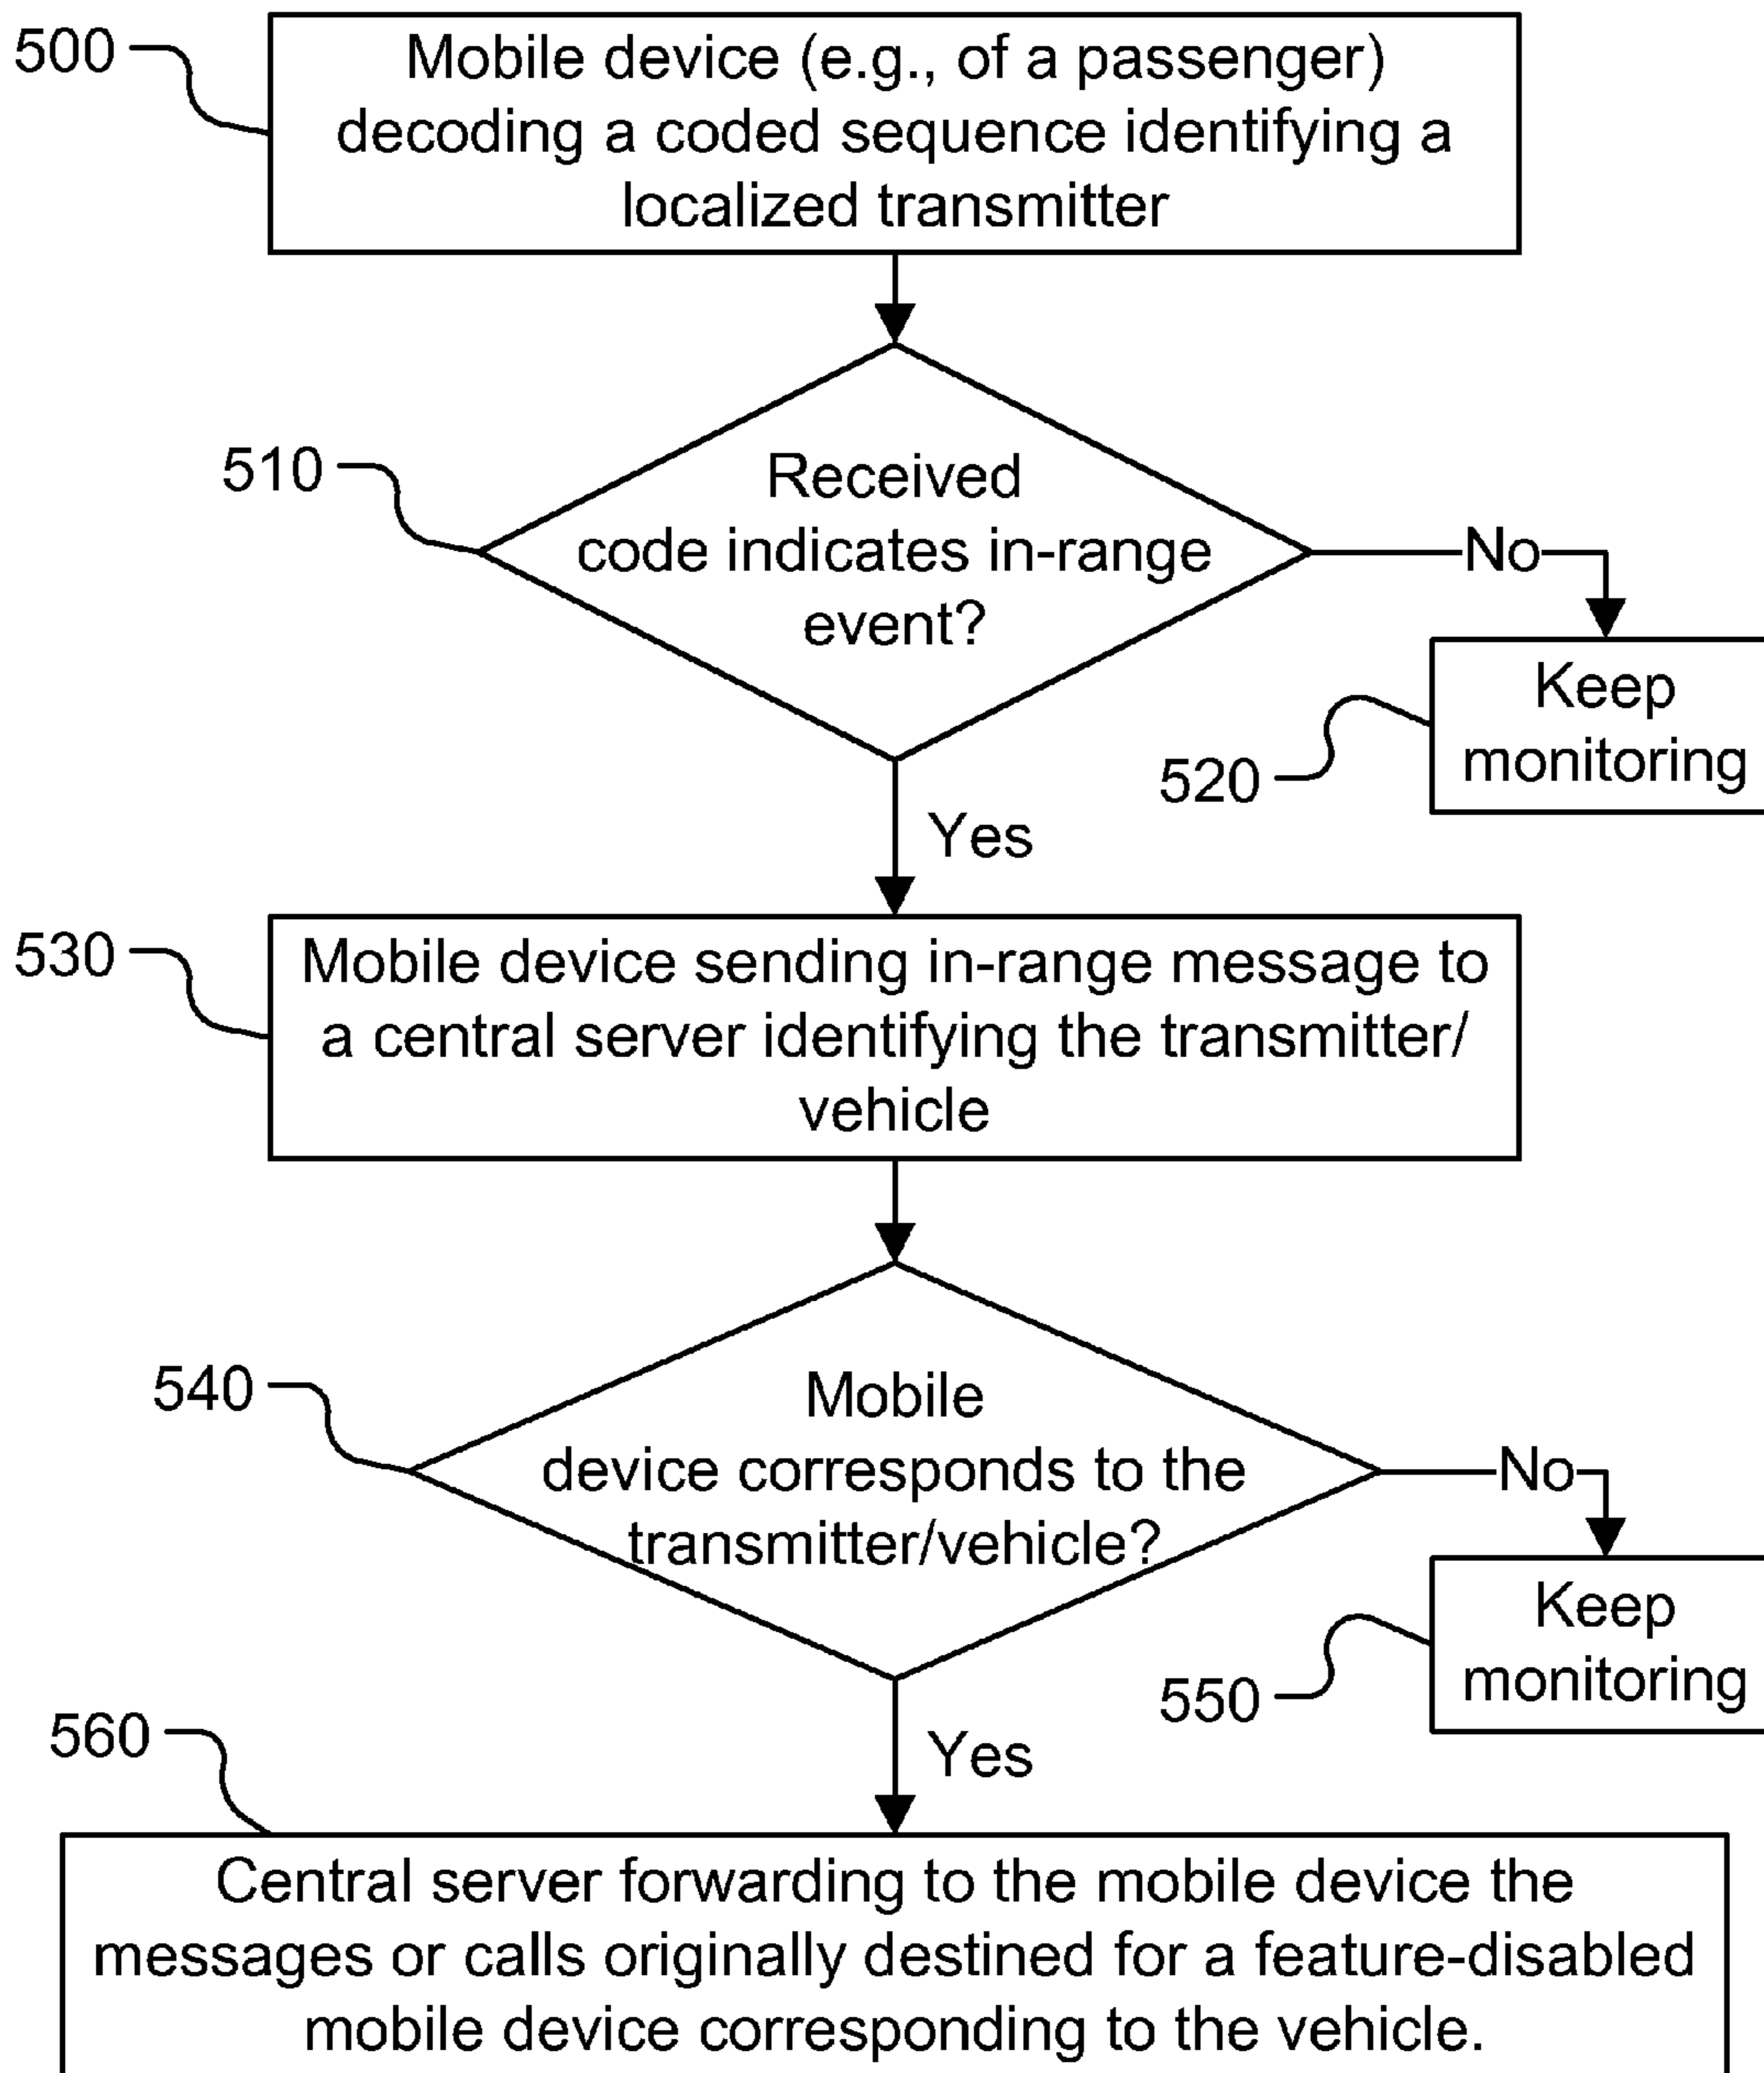 500
Mobile device (e.g., of a passenger)
decoding a coded sequence identifying a
localized transmitter
510
Received
code indicates in-range
event?
No
Keep
monitoring
520
Yes
530
Mobile device sending in-range message to
a central server identifying the transmitter/
vehicle
540
Mobile
device corresponds to the
transmitter/vehicle?
No
Keep
monitoring
550
Yes
560
Central server forwarding to the mobile device the
messages or calls originally destined for a feature-disabled
mobile device corresponding to the vehicle.